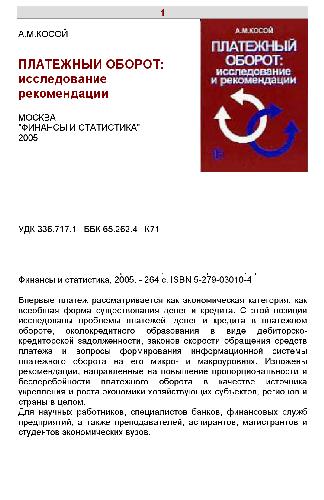 1
А.М.КОСОЙ
ПЛАТЕЖНЫЙ ОБОРОТ:
исследование
рекомендации
МОСКВА
"ФИНАНСЫ И СТАТИСТИКА"
2005
А.М.КОСОЙ
ПЛАТЕЖНЫЙ
ОБОРОТ:
исследование
и рекомендации
УДК 336.717.1 ББК 65.262.4 К71
Финансы и статистика, 2005. - 264 с. ISBN 5-279-03010-4
Впервые платеж рассматривается как экономическая категория, как
всеобщая форма существования денег и кредита. С этой позиции
исследованы проблемы платежей, денег и кредита в платежном
обороте, околокредитного образования в виде дебиторско-
кредиторской задолженности, законов скорости обращения средств
платежа и вопросы формирования информационной системы
платежного оборота на его микро- и макроуровнях. Изложены
рекомендации, направленные на повышение пропорциональности и
бесперебойности платежного оборота в качестве источника
укрепления и роста экономики хозяйствующих субъектов, регионов и
страны в целом.
Для научных работников, специалистов банков, финансовых служб
предприятий, а также преподавателей, аспирантов, магистрантов и
студентов экономических вузов.